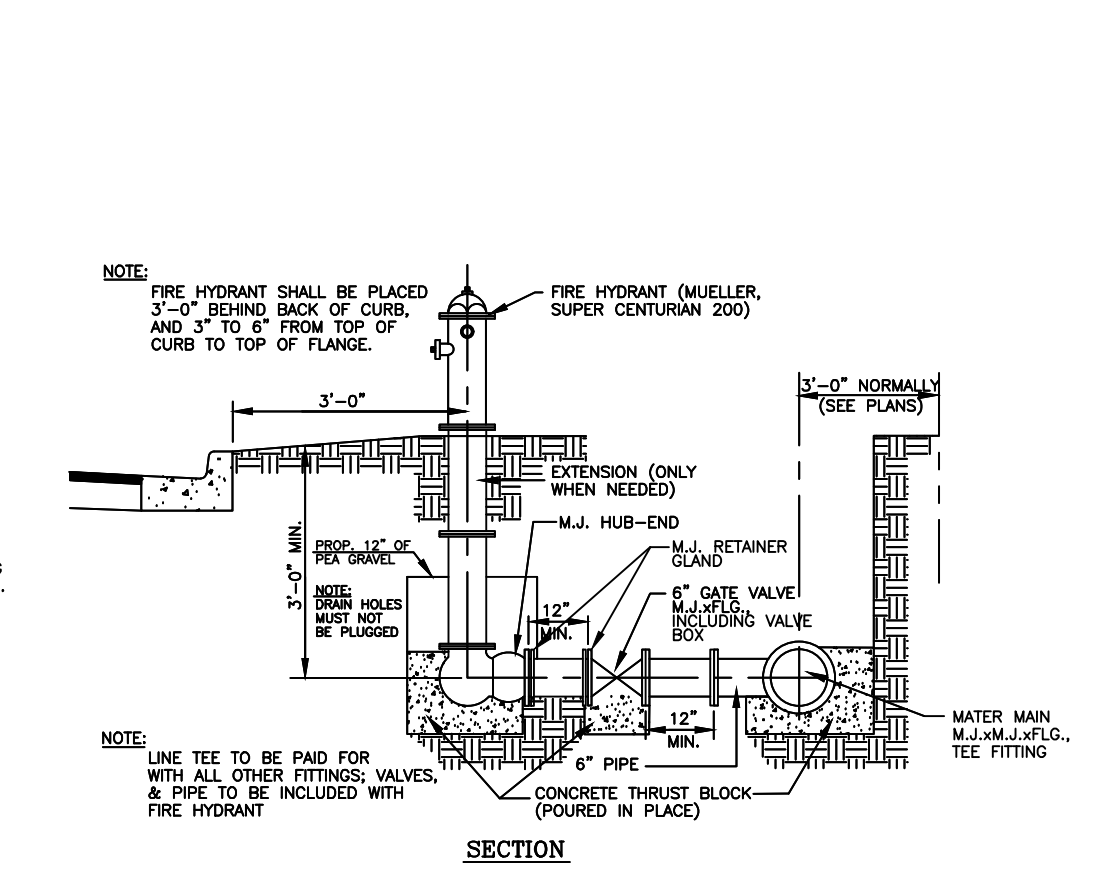 NOTE:
FIRE HYDRANT SHALL BE PLACED
3'-0" BEHIND BACK OF CURB,
AND 3" TO 6" FROM TOP OF
CURB TO TOP OF FLANGE.
FIRE HYDRANT (MUELLER,
SUPER CENTURIAN 200)
3'-0"
3'-0" NORMALLY
(SEE PLANS)
EXTENSION (ONLY
WHEN NEEDED)
M.J. HUB-END
3'-0" MIN.
PROP. 12" OF
PEA GRAVEL
M.J. RETAINER
GLAND
NOTE:
DRAIN HOLES
MUST NOT
BE PLUGGED
12"
MIN.
6" GATE VALVE
M.J.xFLG.,
INCLUDING VALVE
BOX
12"
MIN.
MATER MAIN
M.J.xM.J.xFLG.,
TEE FITTING
6" PIPE
NOTE:
LINE TEE TO BE PAID FOR
WITH ALL OTHER FITTINGS; VALVES,
& PIPE TO BE INCLUDED WITH
FIRE HYDRANT
CONCRETE THRUST BLOCK
(POURED IN PLACE)
SECTION